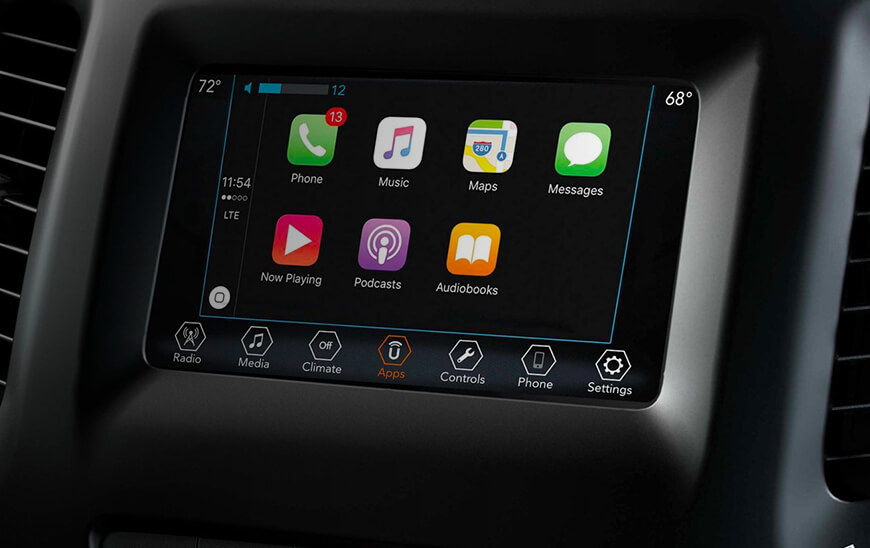 72°
12
68°
13
Phone
Music
280
Maps
Messages
11:54
LTE
Now Playing
Podcasts
Audiobooks
Radio
Media
Off
Climate
U
Apps
Controls
Phone
Settings